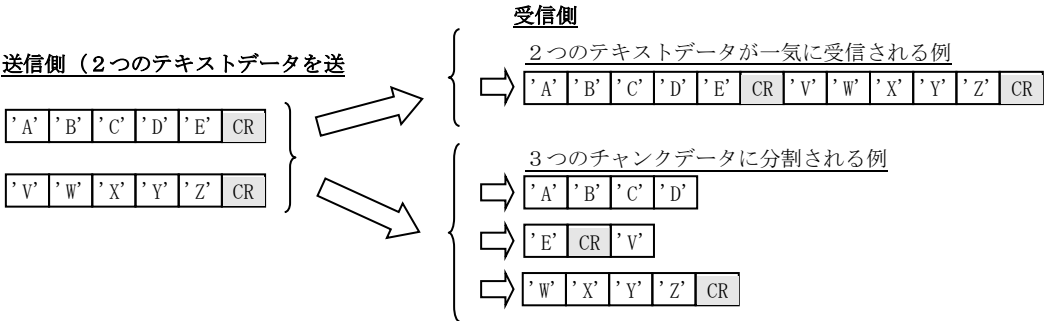 受信側
送信側（２つのテキストデータを送
２つのテキストデータが一気に受信される例
'A' 'B' 'C' 'D' 'E' CR 'V' 'W' 'X' 'Y' 'Z' CR
'A' 'B' 'C' 'D' 'E' CR
'V' 'W' 'X' 'Y' 'Z' CR
３つのチャンクデータに分割される例
'A' 'B' 'C' 'D'
'E' CR 'V'
'W' 'X' 'Y' 'Z' CR